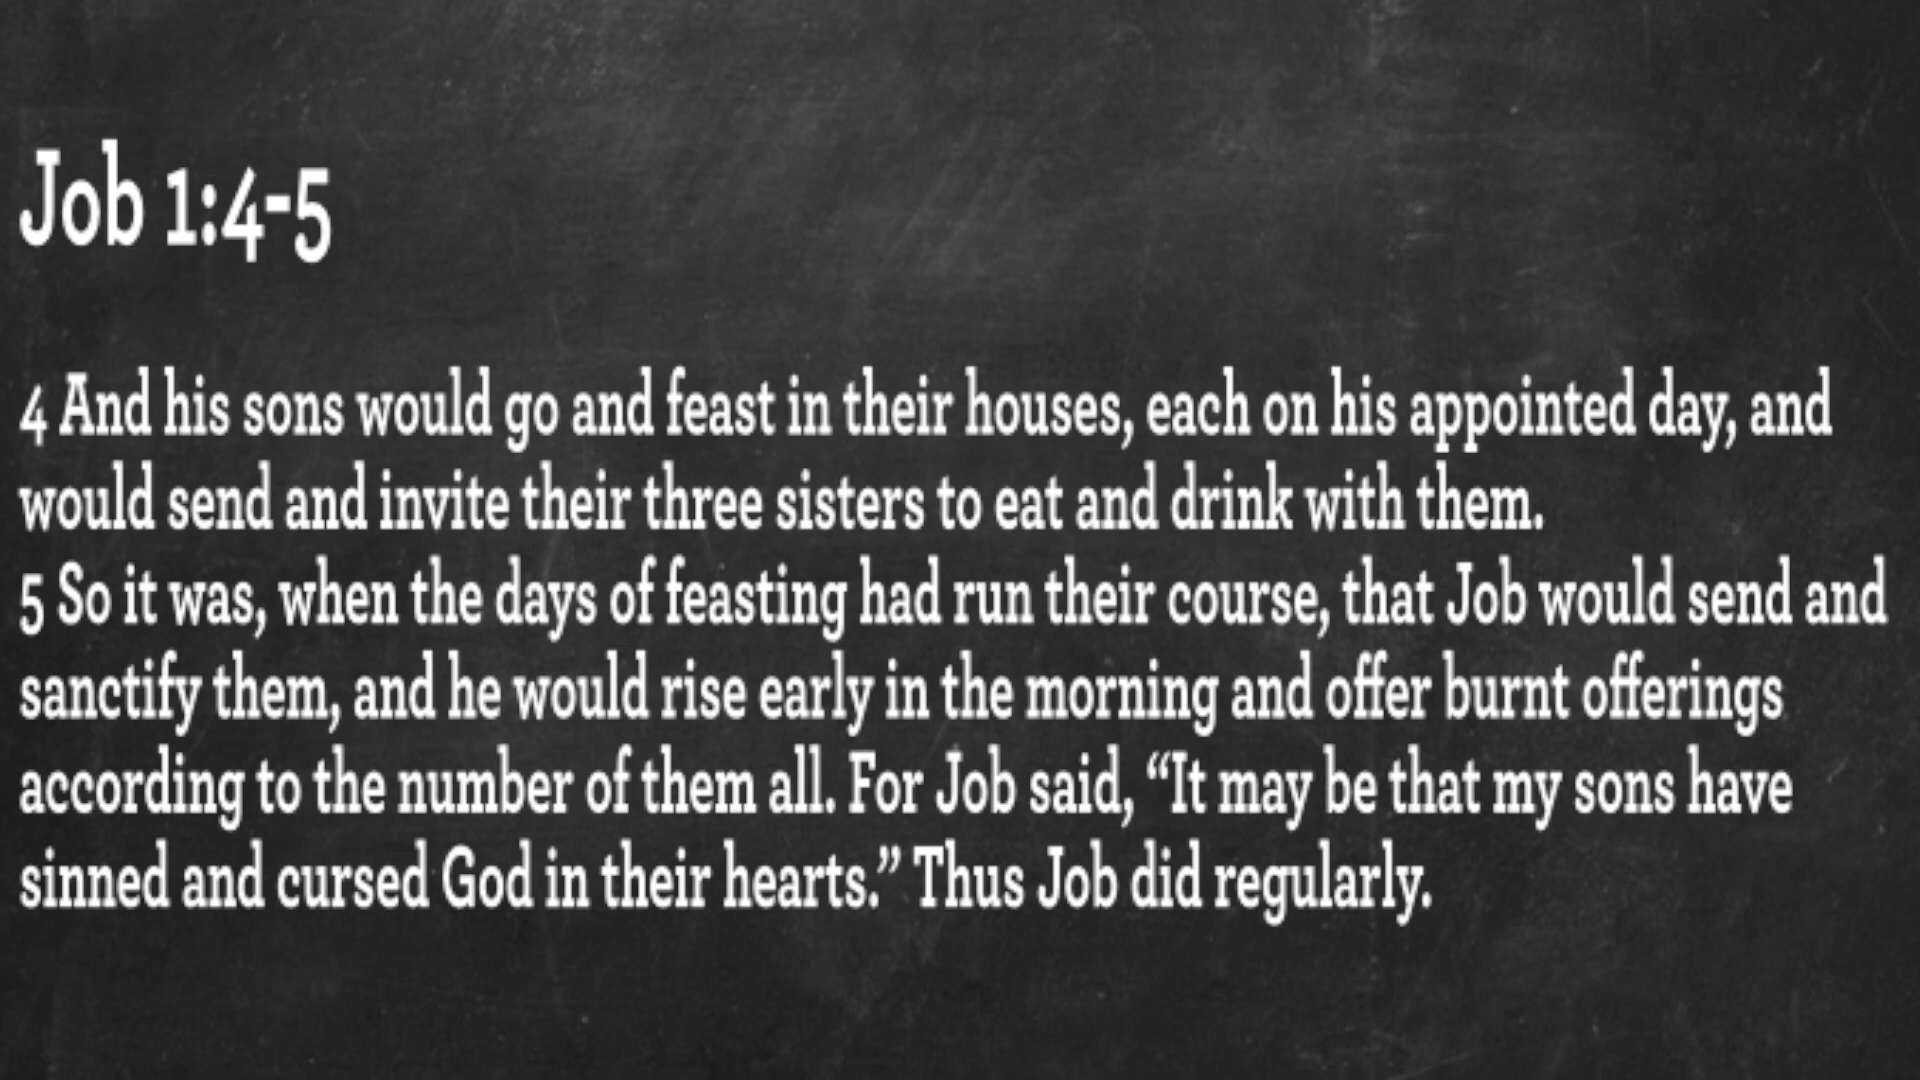 Job 1:4-5
4 And his sons would go and feast in their houses, each on his appointed day, and
would send and invite their three sisters to eat and drink with them.
5 So it was, when the days of feasting had run their course, that Job would send and
sanctify them, and he would rise early in the morning and offer burnt offerings
according to the number of them all. For Job said, “It may be that my sons have
sinned and cursed God in their hearts.” Thus Job did regularly.